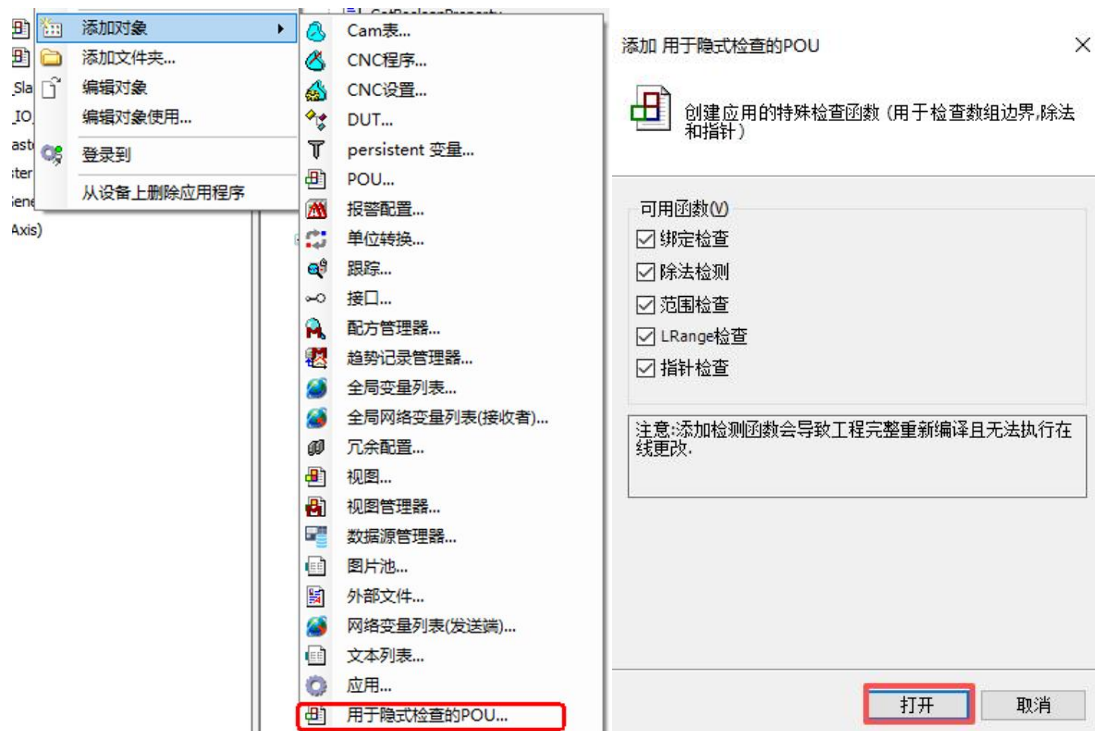 添加对象
添加文件夹...
编辑对象
编辑对象使用...
登录到
从设备上删除应用程序
Axis)
Cam表...
CNC程序...
CNC设置...
DUT...
persistent 变量...
POU...
报警配置...
单位转换...
跟踪...
接口...
配方管理器...
趋势记录管理器...
全局变量列表...
全局网络变量列表(接收者)...
冗余配置...
视图...
视图管理器...
数据源管理器...
图片池...
外部文件...
网络变量列表(发送端)...
文本列表...
应用...
用于隐式检查的POU...
添加 用于隐式检查的POU
创建应用的特殊检查函数 (用于检查数组边界,除法
和指针)
可用函数(V)
绑定检查
除法检测
范围检查
LRange检查
指针检查
注意:添加检测函数会导致工程完整重新编译且无法执行在
线更改.
打开
取消